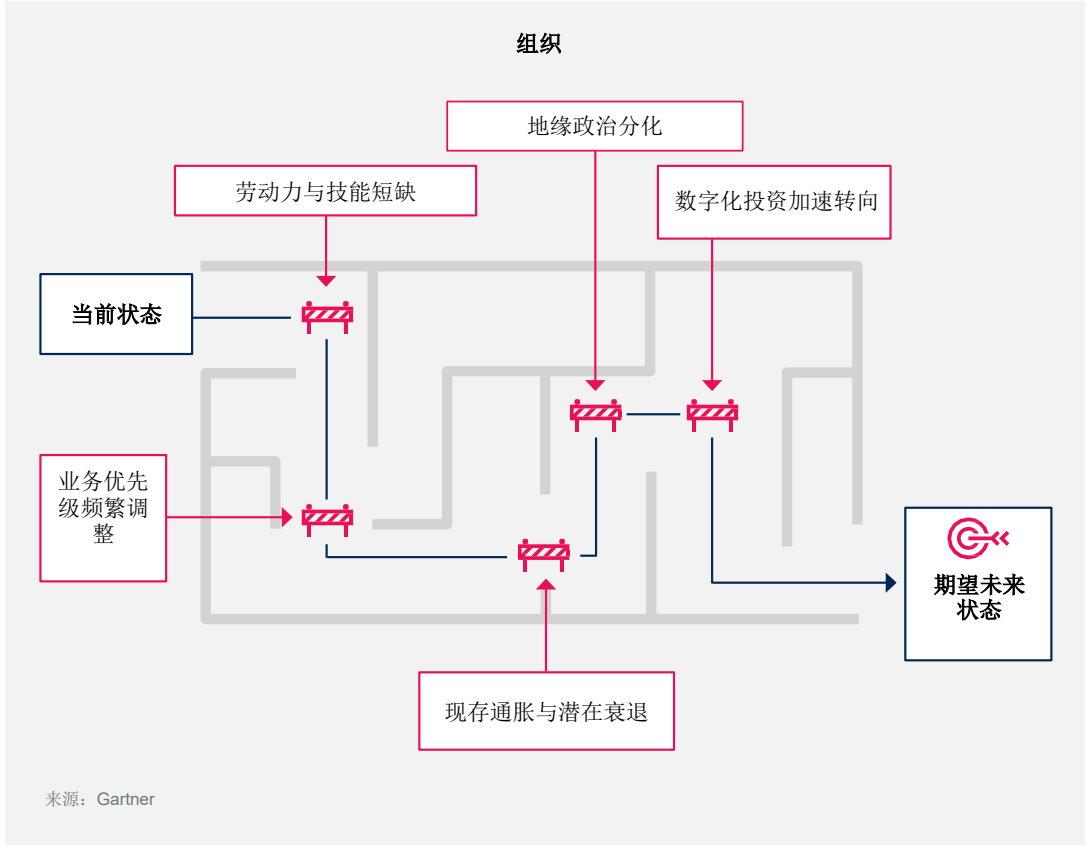 组织
地缘政治分化
劳动力与技能短缺
数字化投资加速转向
当前状态
业务优先
级频繁调
整
期望未来
状态
现存通胀与潜在衰退
来源：Gartner